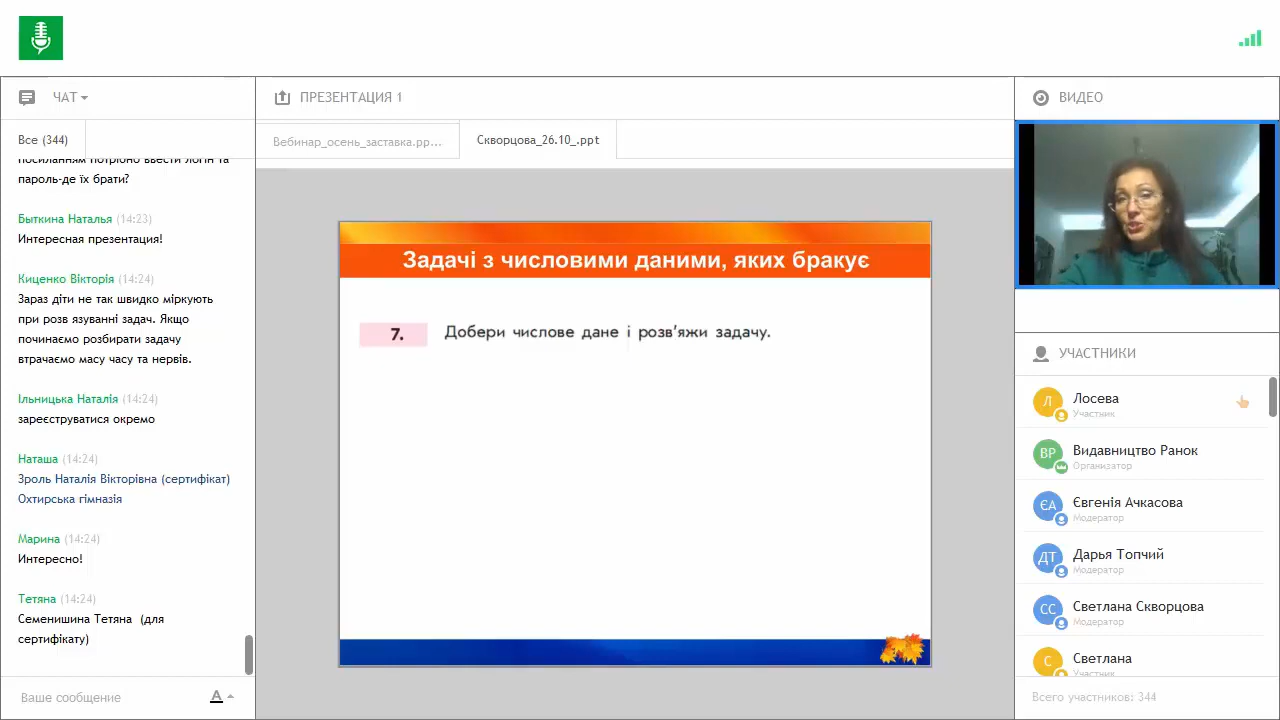 ЧАТ
Все (344)
посиланням потрібно ввести логін та
пароль-де їх брати?
Быткина Наталья (14:23)
Интересная презентация!
Киценко Вікторія (14:24)
Зараз діти не так швидко міркують
при розв язуванні задач. Якщо
починаємо розбирати задачу
втрачаємо масу часу та нервів.
Ільницька Наталія (14:24)
зареєструватися окремо
Наташа (14:24)
Зроль Наталія Вікторівна (сертифікат)
Охтирська гімназія
Марина (14:24)
Интересно!
Тетяна (14:24)
Семенишина Тетяна (для
сертифікату)
Ваше сообщение
А
ПРЕЗЕНТАЦИЯ 1
Вебинар_осень_заставка.pp...
Скворцова_26.10_.ppt
Задачі з числовими даними, яких бракує
7. Добери числове дане і розв'яжи задачу.
ВИДЕО
УЧАСТНИКИ
Л
Лосева
Участник
ВР
Видавництво Ранок
Организатор
ЄА
Євгенія Ачкасова
Модератор
ДТ
Дарья Топчий
Модератор
СС
Светлана Скворцова
Модератор
С
Светлана
Участник
Всего участников: 344